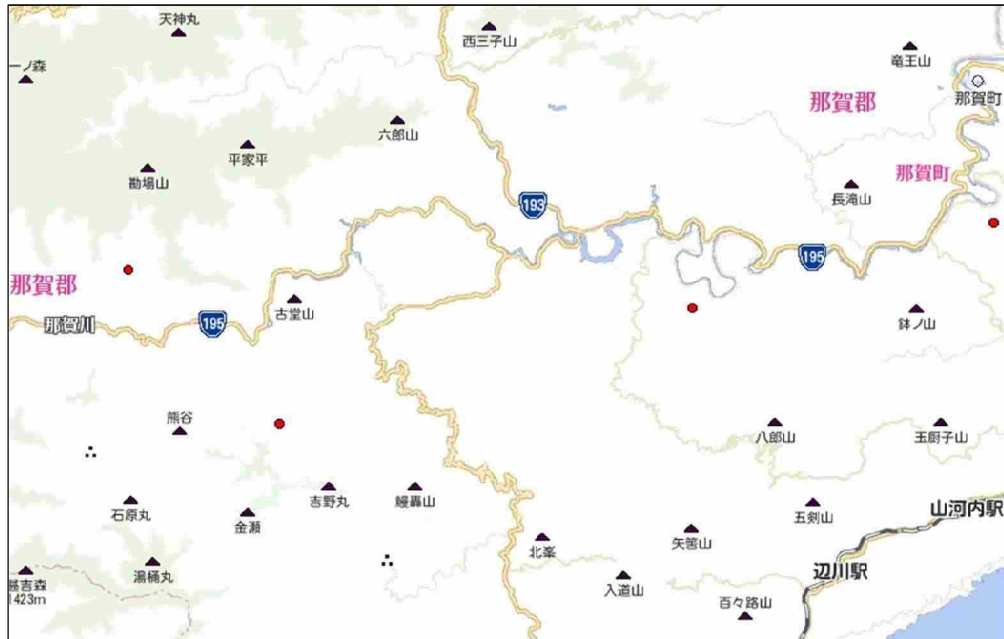 天神丸
西三子山
竜王山
一ノ森
那賀町
那賀郡
六郎山
平家平
勘場山
那賀町
長滝山
193
195
那賀郡
古堂山
195
那賀川
鉢ノ山
熊谷
八郎山
玉厨子山
石原丸
金瀬
吉野丸
鰻轟山
五剣山
山河内駅
北峯
矢筈山
湯桶丸
辺川駅
甚吉森
1423m
入道山
百々路山